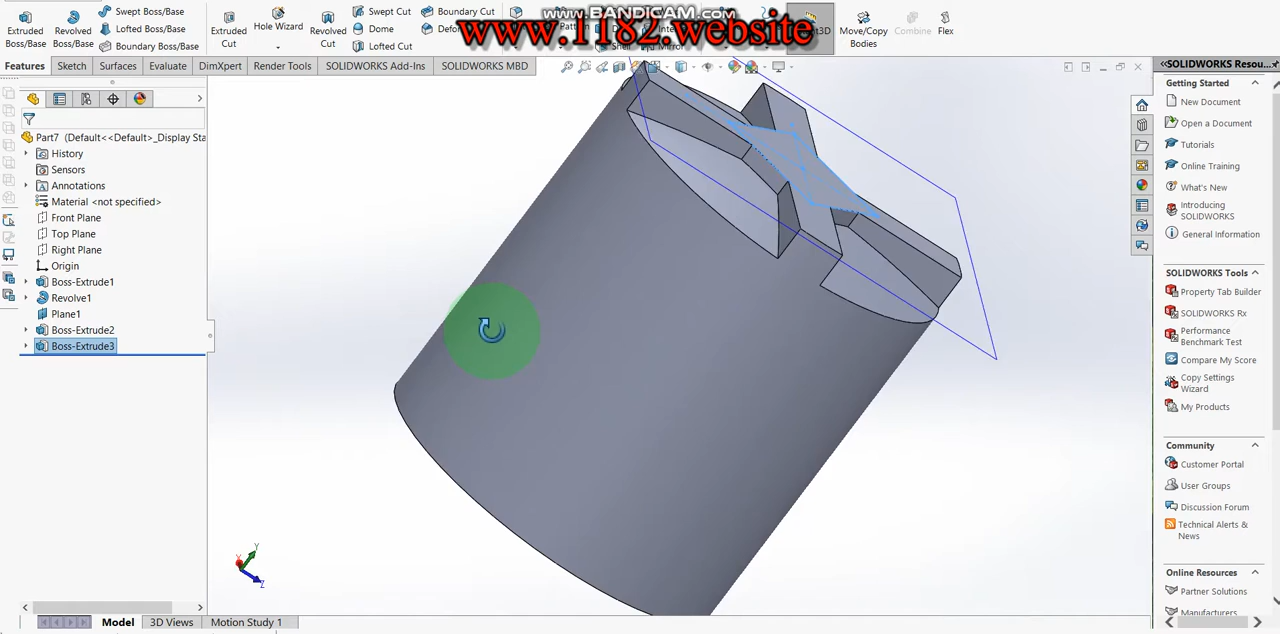 www.BANDICAM.com
www.1182.website
Extruded Boss/Base
Revolved Boss/Base
Swept Boss/Base
Lofted Boss/Base
Boundary Boss/Base
Extruded Cut
Hole Wizard
Revolved Cut
Swept Cut
Dome
Lofted Cut
Boundary Cut
Move/Copy Bodies
Combine
Flex
Features
Sketch
Surfaces
Evaluate
DimXpert
Render Tools
SOLIDWORKS Add-Ins
SOLIDWORKS MBD
Part7 (Default<<Default>_Display Sta
History
Sensors
Annotations
Material <not specified>
Front Plane
Top Plane
Right Plane
Origin
Boss-Extrude1
Revolve1
Plane1
Boss-Extrude2
Boss-Extrude3
Y
X
Z
Model
3D Views
Motion Study 1
SOLIDWORKS Resou...
Getting Started
New Document
Open a Document
Tutorials
Online Training
What's New
Introducing
SOLIDWORKS
General Information
SOLIDWORKS Tools
Property Tab Builder
SOLIDWORKS Rx
Performance
Benchmark Test
Compare My Score
Copy Settings
Wizard
My Products
Community
Customer Portal
User Groups
Discussion Forum
Technical Alerts &
News
Online Resources
Partner Solutions
Manufacturers